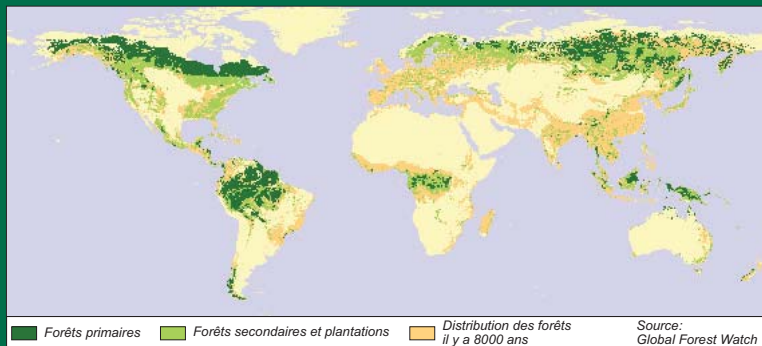 Forêts primaires
Forêts secondaires et plantations
Distribution des forêts
il y a 8000 ans
Source:
Global Forest Watch